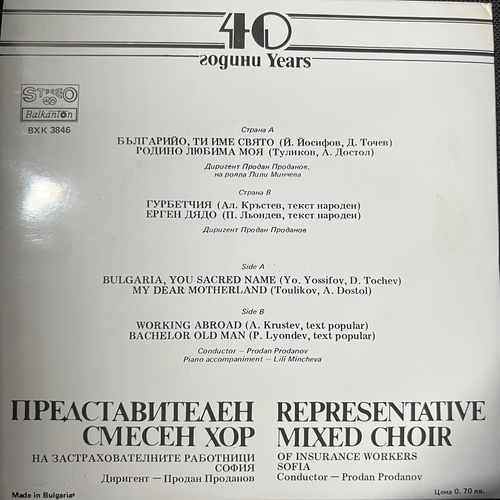 40
години Years
STEREO
Balkanton
ВХК 3846
Страна А
БЪЛГАРИЙО, ТИ ИМЕ СВЯТО (Й. Йосифов, Д. Точев)
РОДИНО ЛЮБИМА МОЯ (Туликов, А. Достол)
Диригент Продан Проданов,
на рояла Лили Минчева
Страна В
ГУРБЕТЧИЯ (Ал. Кръстев, текст народен)
ЕРГЕН ДЯДО (П. Льондев, текст народен)
Диригент Продан Проданов
Side A
BULGARIA, YOU SACRED NAME (Yo. Yossifov, D. Tochev)
MY DEAR MOTHERLAND (Toulikov, A. Dostol)
Side B
WORKING ABROAD (A. Krustev, text popular)
BACHELOR OLD MAN (P. Lyondev, text popular)
Conductor — Prodan Prodanov
Piano accompaniment — Lili Mincheva
ПРЕДСТАВИТЕЛЕН
СМЕСЕН ХОР
НА ЗАСТРАХОВАТЕЛНИТЕ РАБОТНИЦИ
СОФИЯ
Диригент — Продан Проданов
REPRESENTATIVE
MIXED CHOIR
OF INSURANCE WORKERS
SOFIA
Conductor — Prodan Prodanov
Made in Bulgaria
Цена 0. 70 лв.